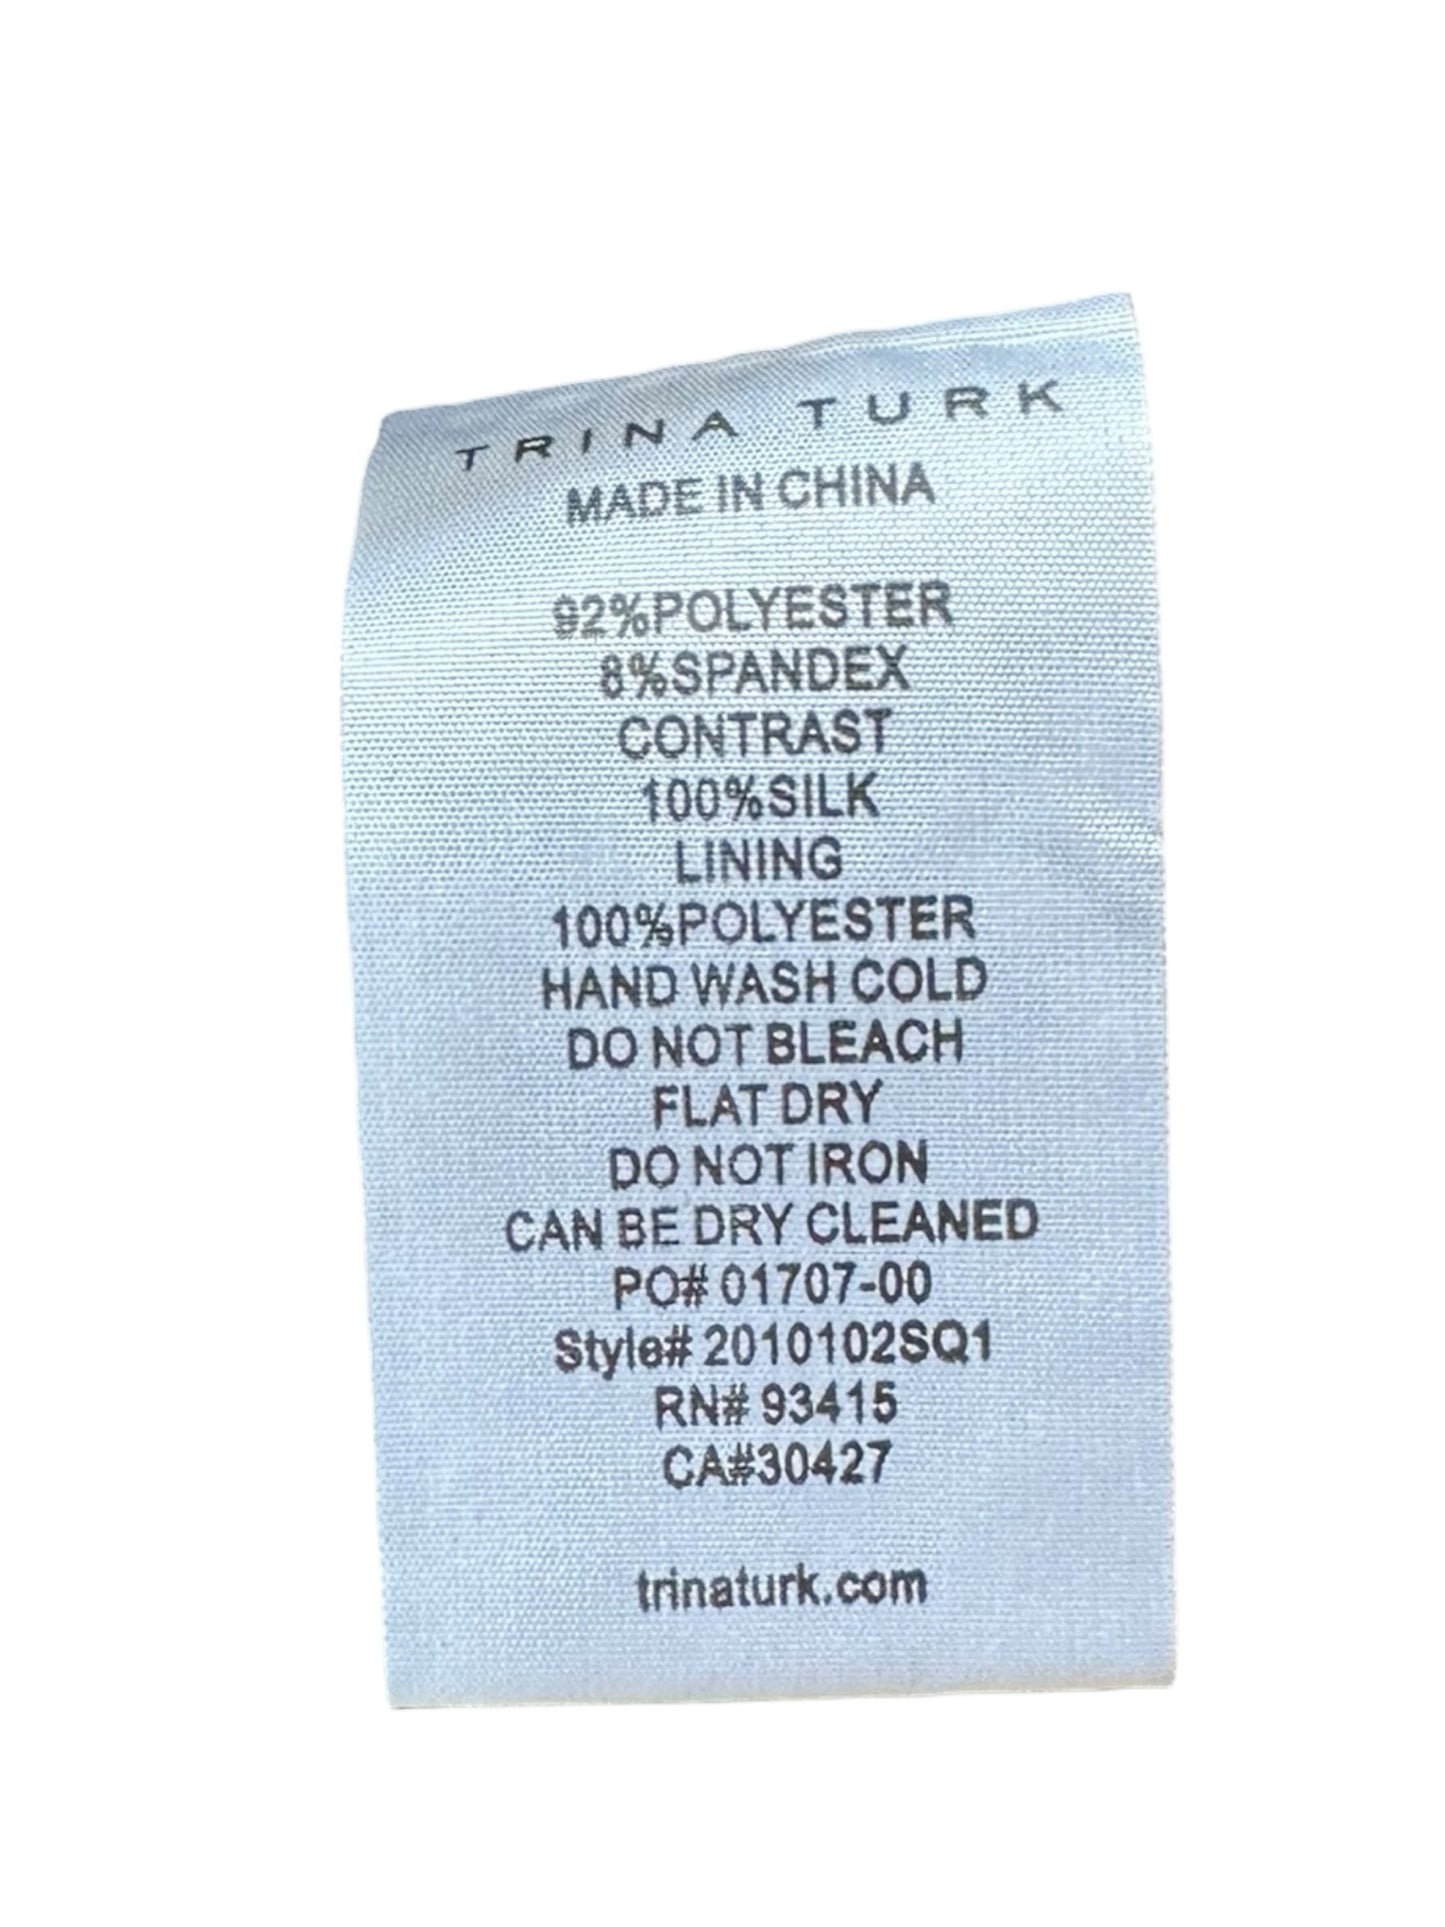 TRINA TURK
MADE IN CHINA
92%POLYESTER
8%SPANDEX
CONTRAST
100%SILK
LINING
100%POLYESTER
HAND WASH COLD
DO NOT BLEACH
FLAT DRY
DO NOT IRON
CAN BE DRY CLEANED
PO# 01707-00
Style# 2010102SQ1
RN# 93415
CA#30427
trinaturk.com